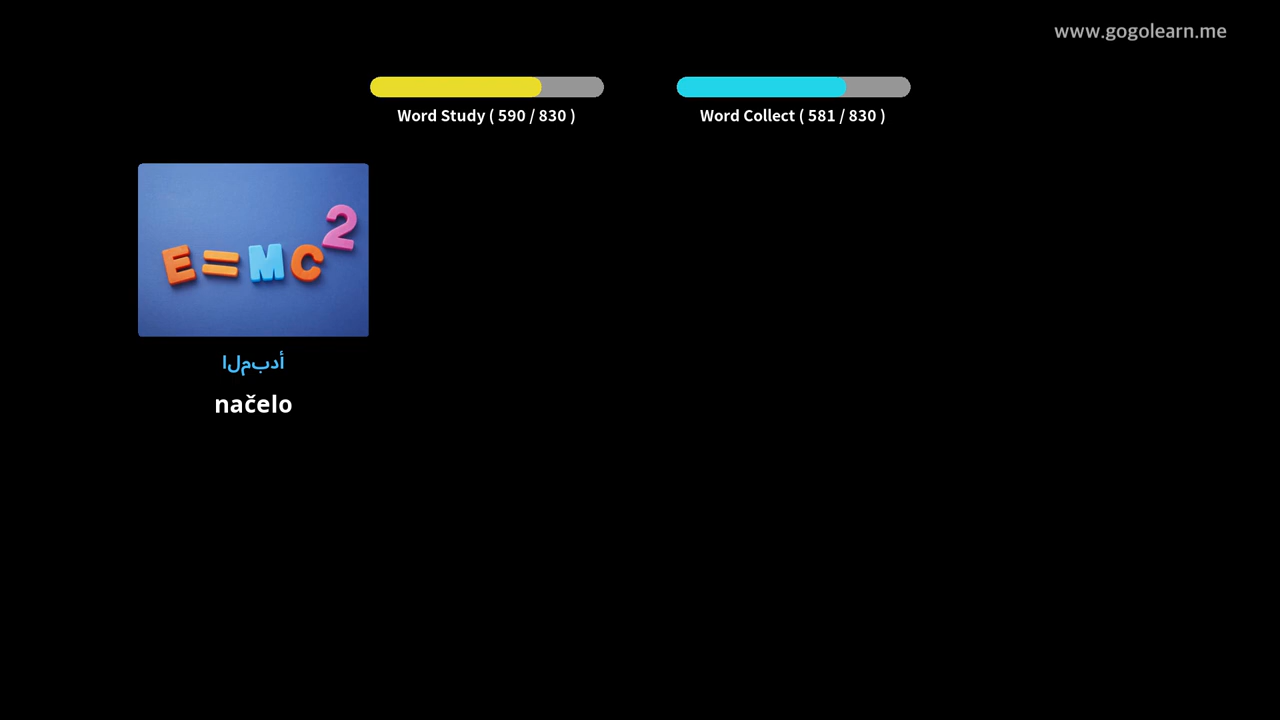 www.gogolearn.me
Word Study ( 590 / 830 )
Word Collect ( 581 / 830 )
E=MC2
المبدأ
načelo